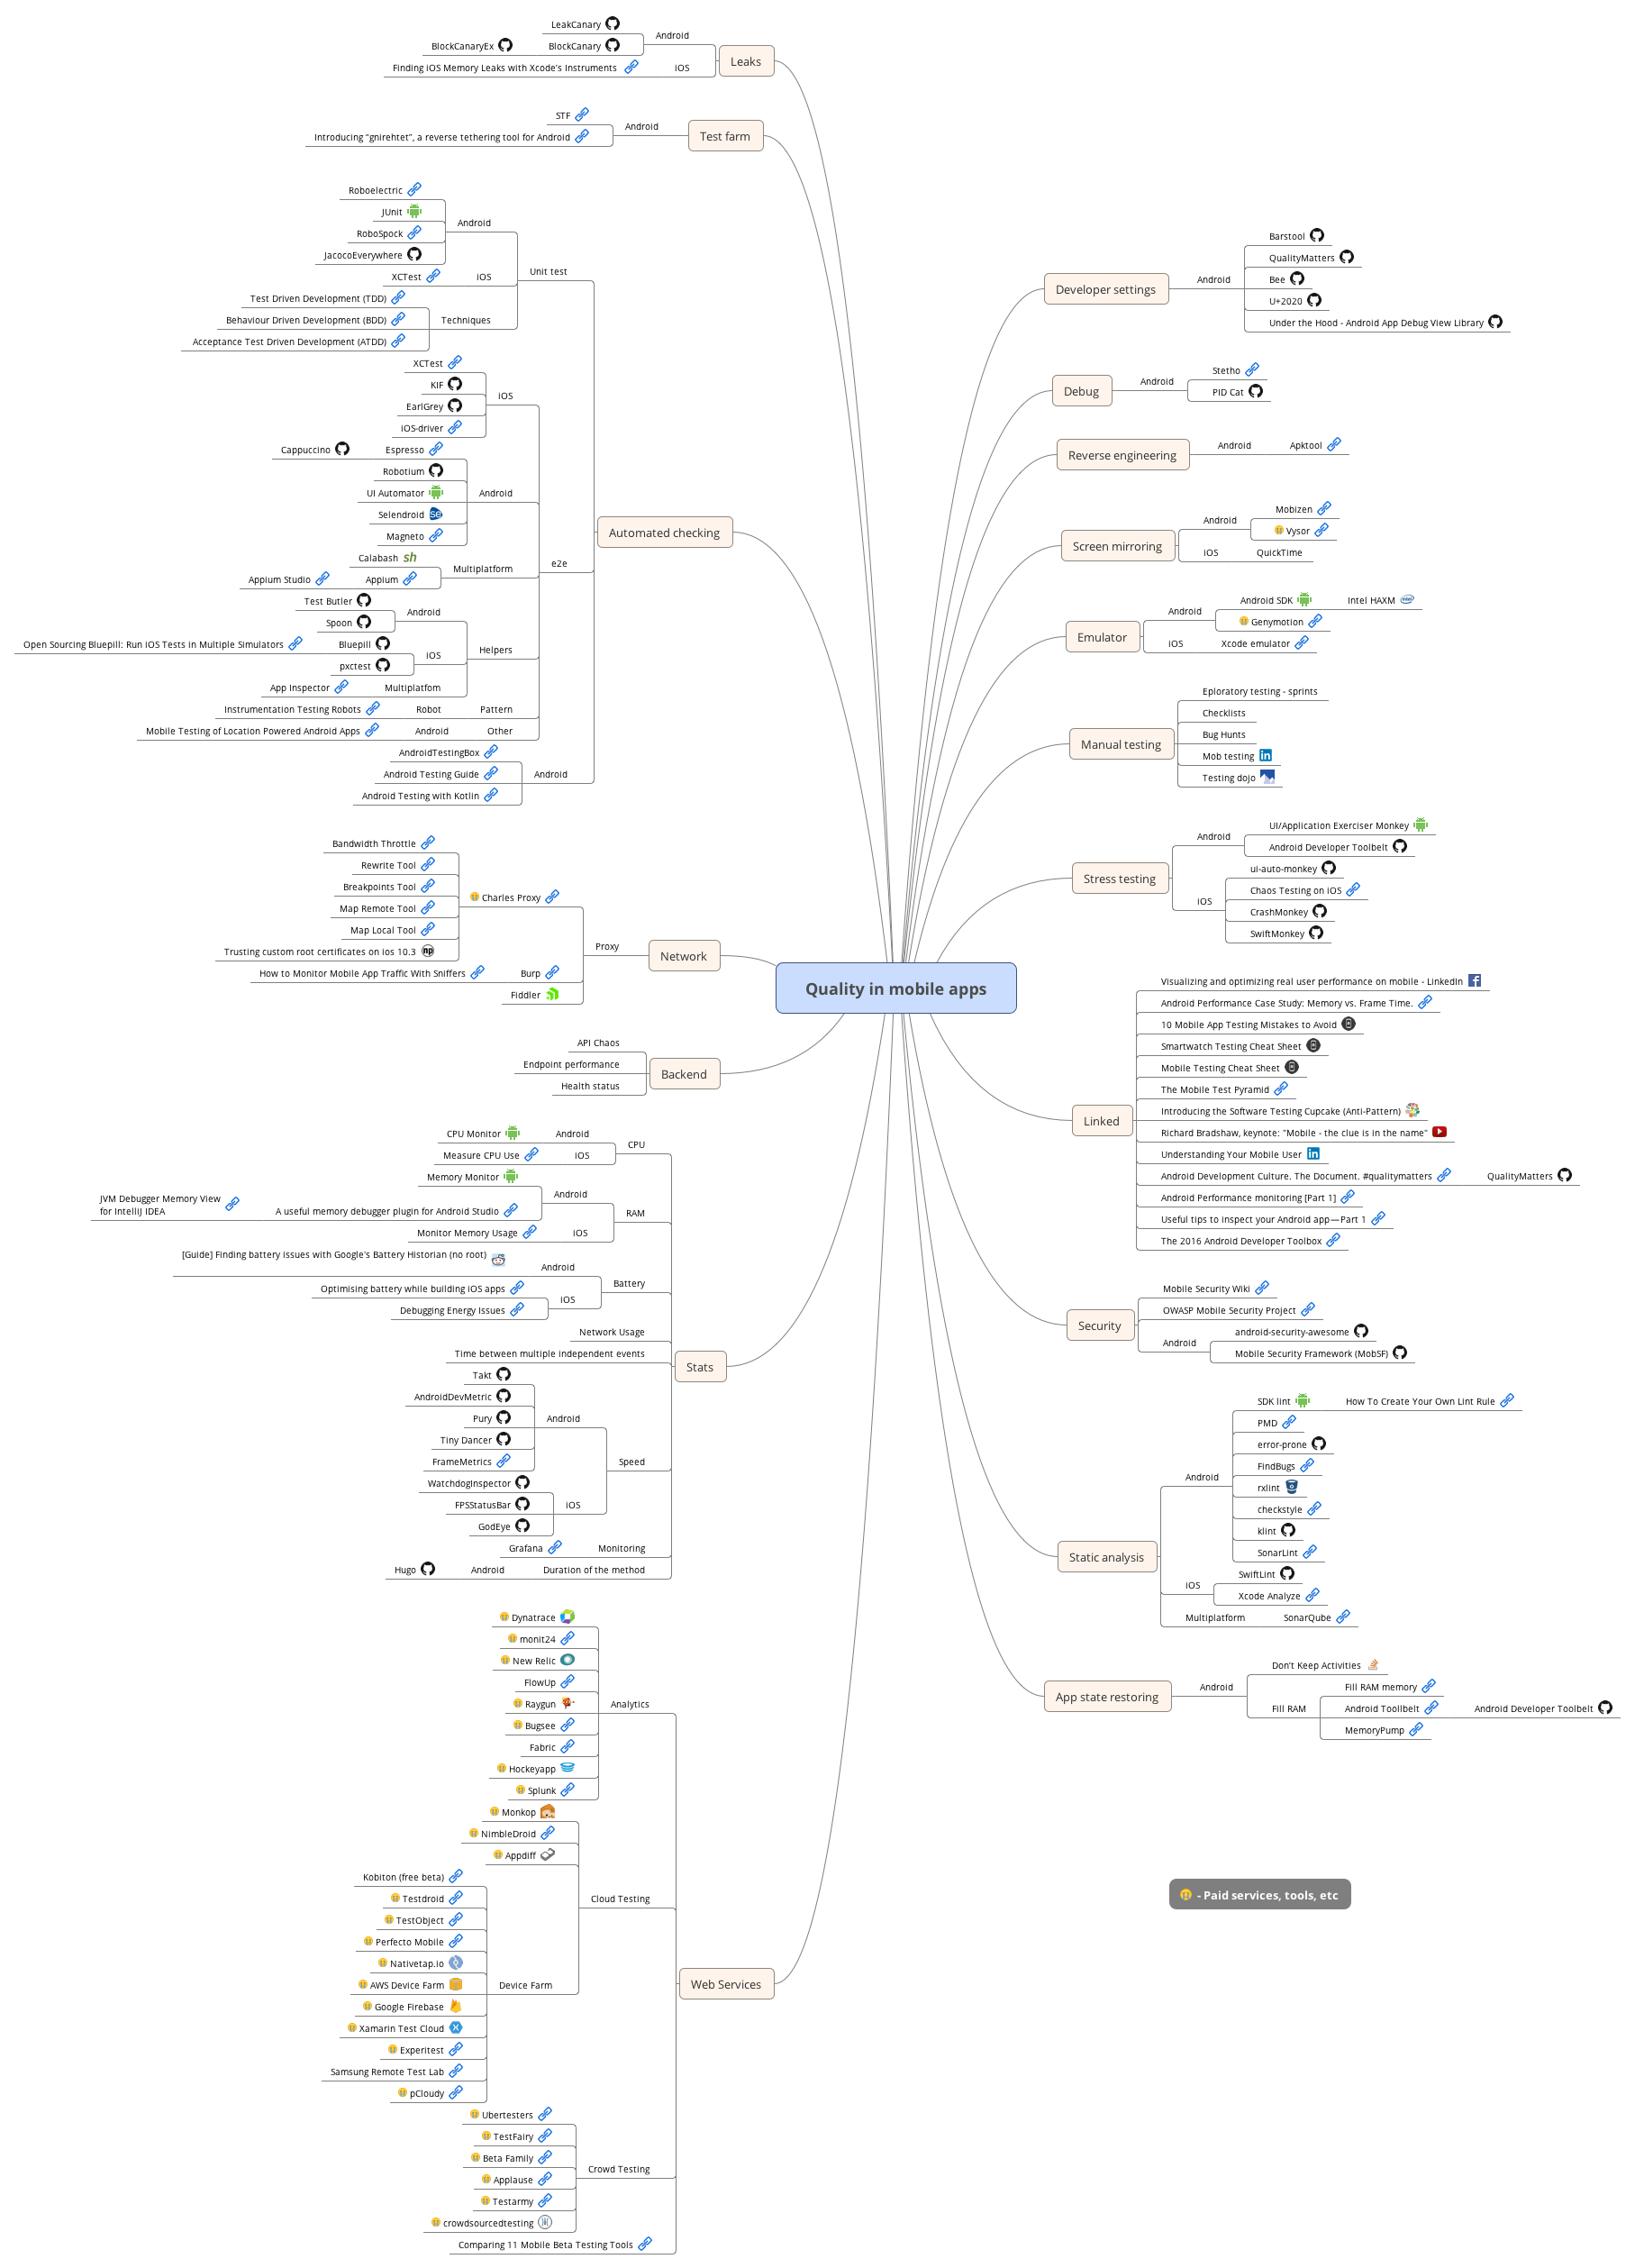 Quality in mobile apps
Leaks
Android
LeakCanary
BlockCanary
BlockCanaryEx
iOS
Finding iOS Memory Leaks with Xcode's Instruments
Test farm
Android
STF
Introducing “gnirehtet”, a reverse tethering tool for Android
Automated checking
Unit test
Android
Roboelectric
JUnit
RoboSpock
JacocoEverywhere
iOS
XCTest
Techniques
Test Driven Development (TDD)
Behaviour Driven Development (BDD)
Acceptance Test Driven Development (ATDD)
e2e
iOS
XCTest
KIF
EarlGrey
iOS-driver
Android
Espresso
Cappuccino
Robotium
UI Automator
Selendroid
Se
Magneto
Multiplatform
Calabash
sh
Appium
Appium Studio
Helpers
Android
Test Butler
Spoon
iOS
Bluepill
Open Sourcing Bluepill: Run iOS Tests in Multiple Simulators
pxctest
Multiplatfom
App Inspector
Pattern
Robot
Instrumentation Testing Robots
Other
Android
Mobile Testing of Location Powered Android Apps
Android
AndroidTestingBox
Android Testing Guide
Android Testing with Kotlin
Network
Proxy
Charles Proxy
Bandwidth Throttle
Rewrite Tool
Breakpoints Tool
Map Remote Tool
Map Local Tool
Trusting custom root certificates on ios 10.3
np
Burp
How to Monitor Mobile App Traffic With Sniffers
Fiddler
Backend
API Chaos
Endpoint performance
Health status
Stats
CPU
Android
CPU Monitor
iOS
Measure CPU Use
RAM
Android
Memory Monitor
A useful memory debugger plugin for Android Studio
JVM Debugger Memory View
for IntelliJ IDEA
iOS
Monitor Memory Usage
Battery
Android
[Guide] Finding battery issues with Google's Battery Historian (no root)
iOS
Optimising battery while building iOS apps
Debugging Energy Issues
Network Usage
Time between multiple independent events
Speed
Android
Takt
AndroidDevMetric
Pury
Tiny Dancer
FrameMetrics
iOS
WatchdogInspector
FPSStatusBar
GodEye
Monitoring
Grafana
Duration of the method
Android
Hugo
Web Services
Analytics
Dynatrace
monit24
New Relic
FlowUp
Raygun
Bugsee
Fabric
Hockeyapp
Splunk
Cloud Testing
Monkop
NimbleDroid
Appdiff
Device Farm
Kobiton (free beta)
Testdroid
TestObject
Perfecto Mobile
Nativetap.io
AWS Device Farm
Google Firebase
Xamarin Test Cloud
Experitest
Samsung Remote Test Lab
pCloudy
Crowd Testing
Ubertesters
TestFairy
Beta Family
Applause
Testarmy
crowdsourcedtesting
Comparing 11 Mobile Beta Testing Tools
Developer settings
Android
Barstool
QualityMatters
Bee
U+2020
Under the Hood - Android App Debug View Library
Debug
Android
Stetho
PID Cat
Reverse engineering
Android
Apktool
Screen mirroring
Android
Mobizen
Vysor
iOS
QuickTime
Emulator
Android
Android SDK
Intel HAXM
intel
Genymotion
iOS
Xcode emulator
Manual testing
Eploratory testing - sprints
Checklists
Bug Hunts
Mob testing
in
Testing dojo
Stress testing
Android
UI/Application Exerciser Monkey
Android Developer Toolbelt
iOS
ui-auto-monkey
Chaos Testing on iOS
CrashMonkey
SwiftMonkey
Linked
Visualizing and optimizing real user performance on mobile - LinkedIn
f
Android Performance Case Study: Memory vs. Frame Time.
10 Mobile App Testing Mistakes to Avoid
Smartwatch Testing Cheat Sheet
Mobile Testing Cheat Sheet
The Mobile Test Pyramid
Introducing the Software Testing Cupcake (Anti-Pattern)
Richard Bradshaw, keynote: "Mobile - the clue is in the name"
Understanding Your Mobile User
in
Android Development Culture. The Document. #qualitymatters
QualityMatters
Android Performance monitoring [Part 1]
Useful tips to inspect your Android app — Part 1
The 2016 Android Developer Toolbox
Security
Mobile Security Wiki
OWASP Mobile Security Project
Android
android-security-awesome
Mobile Security Framework (MobSF)
Static analysis
Android
SDK lint
How To Create Your Own Lint Rule
PMD
error-prone
FindBugs
rxlint
checkstyle
klint
SonarLint
iOS
SwiftLint
Xcode Analyze
Multiplatform
SonarQube
App state restoring
Android
Don't Keep Activities
Fill RAM
Fill RAM memory
Android Toollbelt
Android Developer Toolbelt
MemoryPump
- Paid services, tools, etc